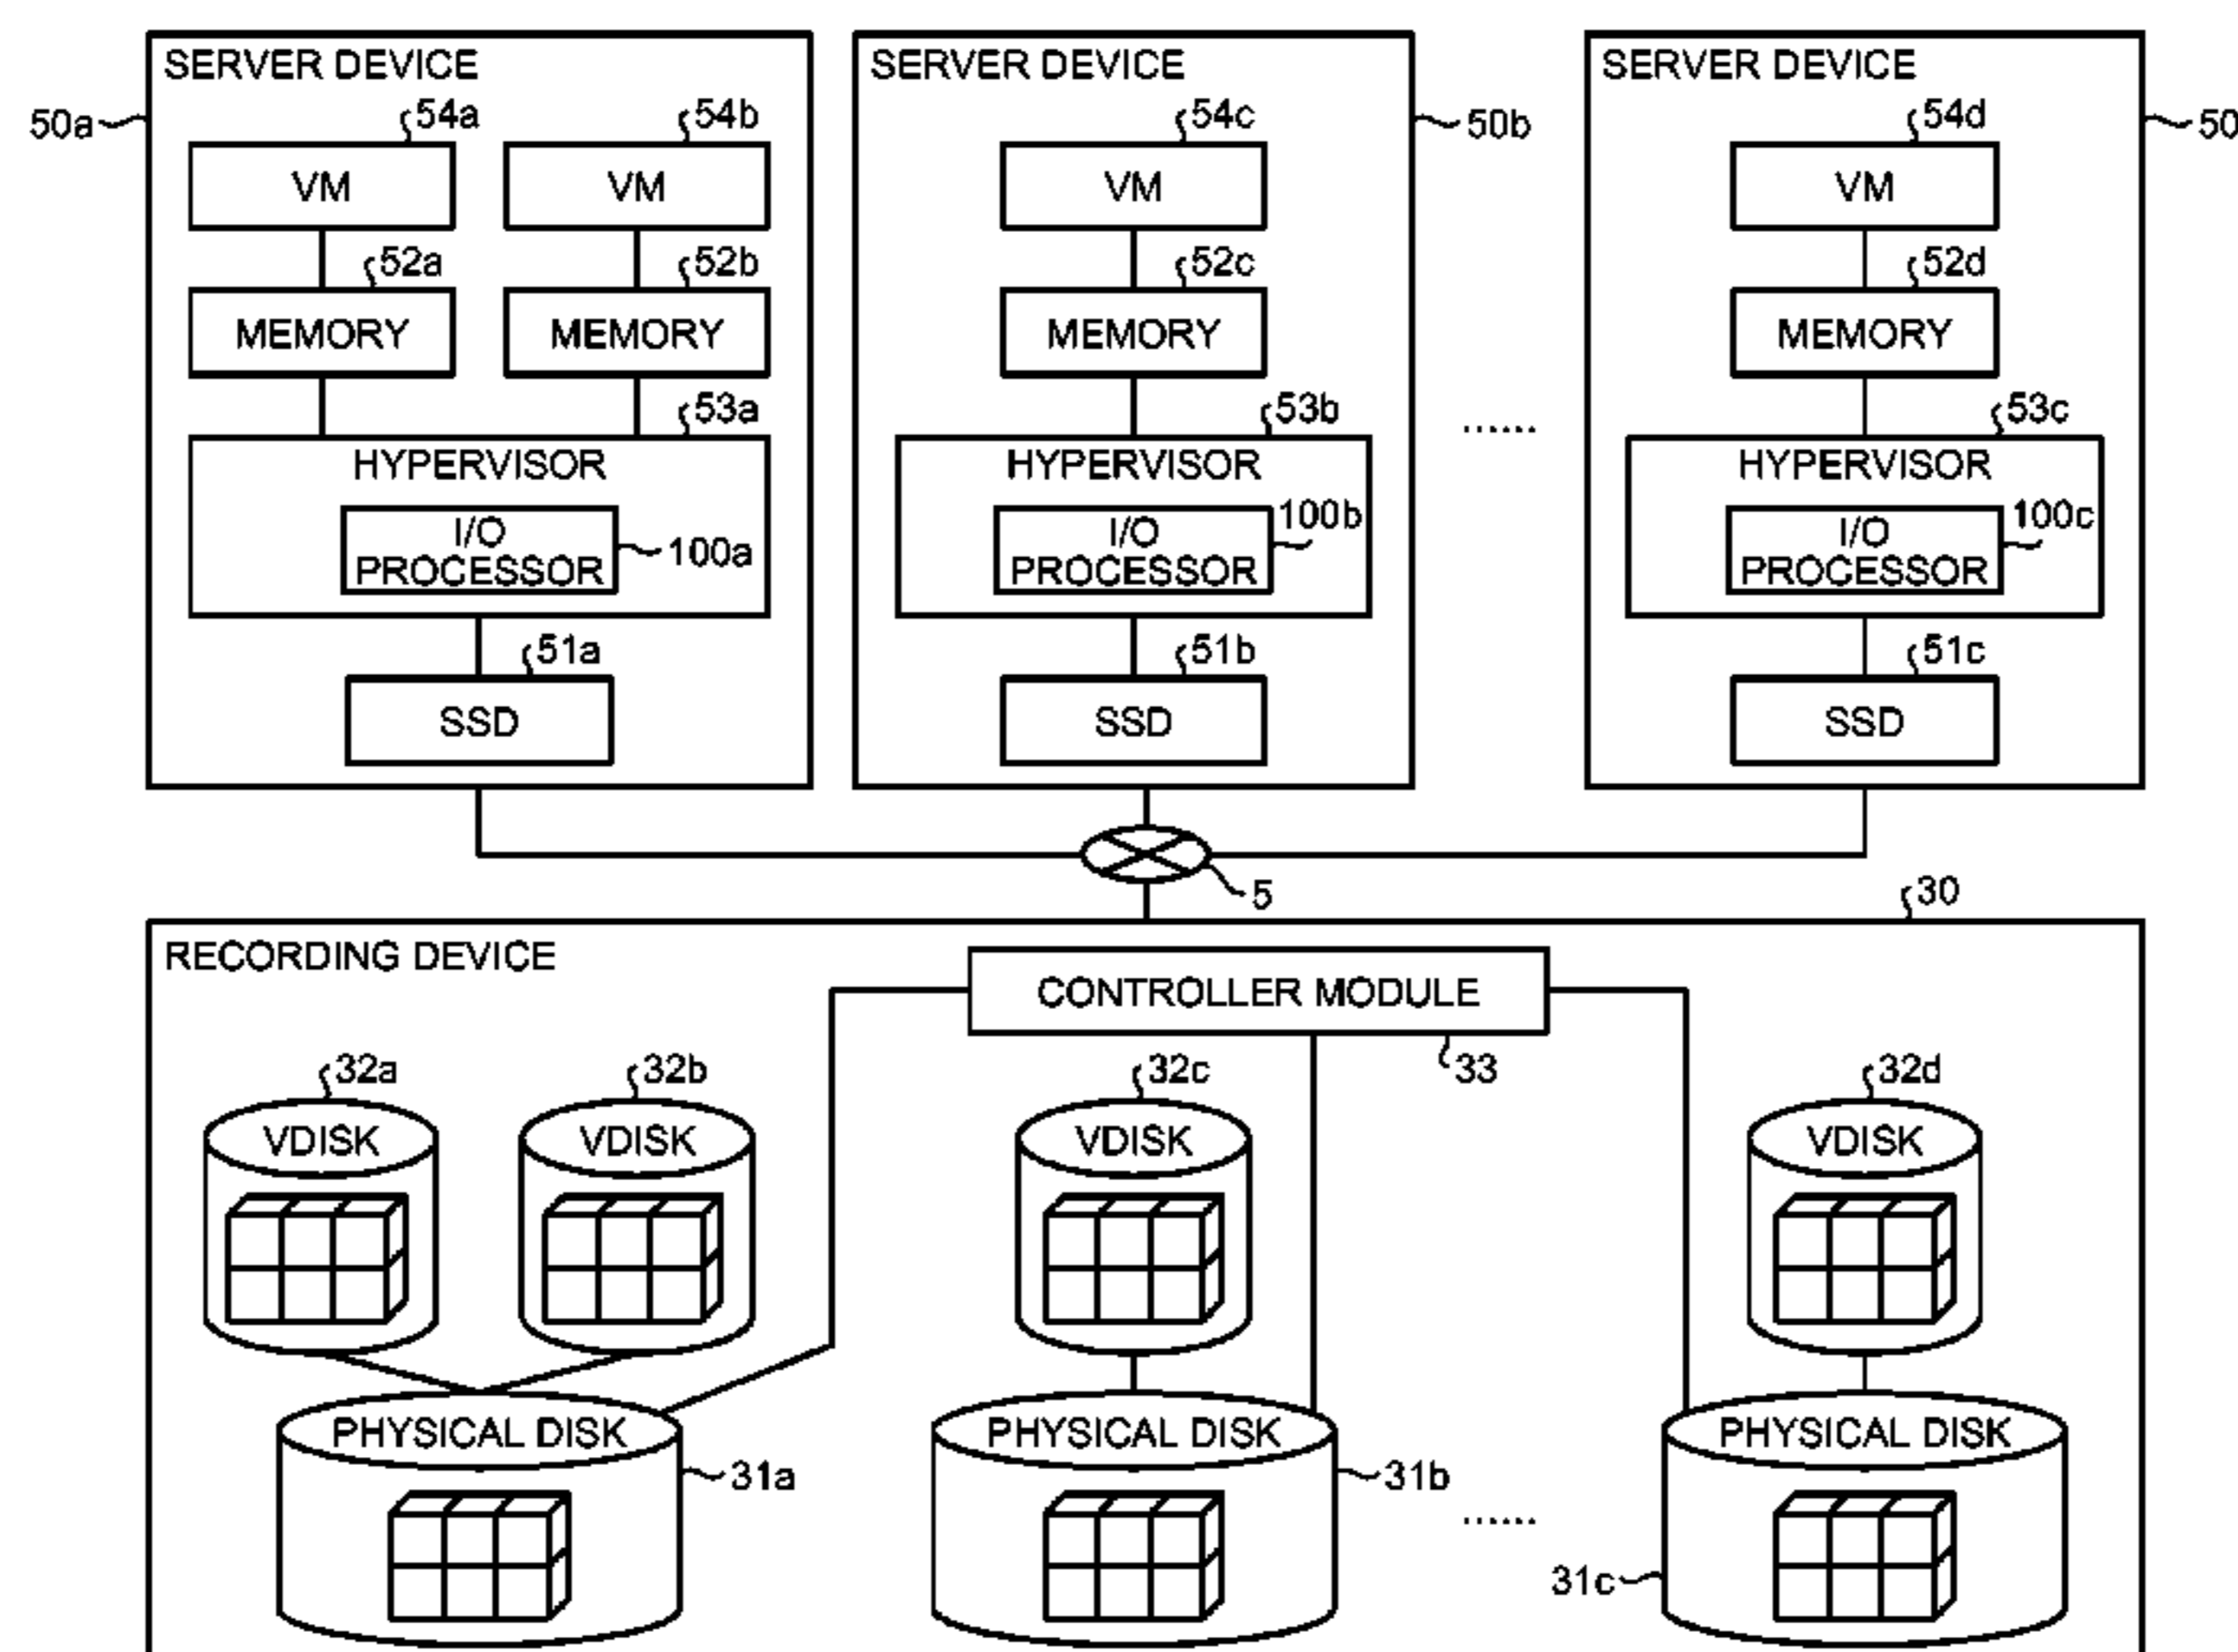 SERVER DEVICE
SERVER DEVICE
SERVER DEVICE
50a
54a
54b
54c
50b
54d
50
VM
VM
VM
VM
52a
52b
52c
52d
MEMORY
MEMORY
MEMORY
MEMORY
53a
53b
53c
......
HYPERVISOR
HYPERVISOR
HYPERVISOR
I/O
PROCESSOR
100a
I/O
PROCESSOR
100b
I/O
PROCESSOR
100c
51a
51b
51c
SSD
SSD
SSD
5
30
RECORDING DEVICE
CONTROLLER MODULE
33
32a
32b
32c
32d
VDISK
VDISK
VDISK
VDISK
PHYSICAL DISK
PHYSICAL DISK
PHYSICAL DISK
31a
31b
......
31c